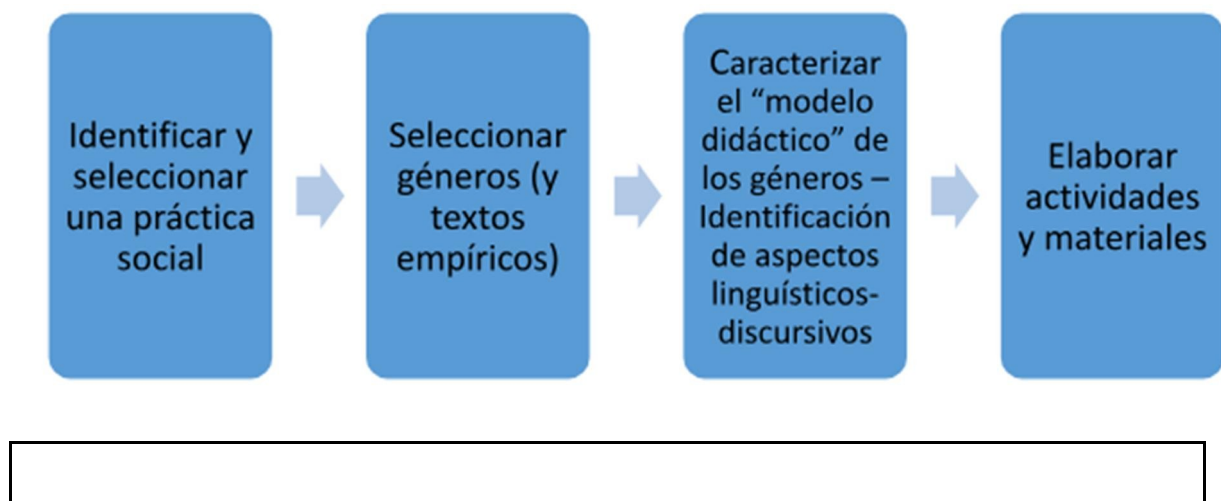 Identificar y
seleccionar
una práctica
social
Seleccionar
géneros (y
textos
empíricos)
Caracterizar
el “modelo
didáctico” de
los géneros –
Identificación
de aspectos
linguísticos-
discursivos
Elaborar
actividades
y materiales